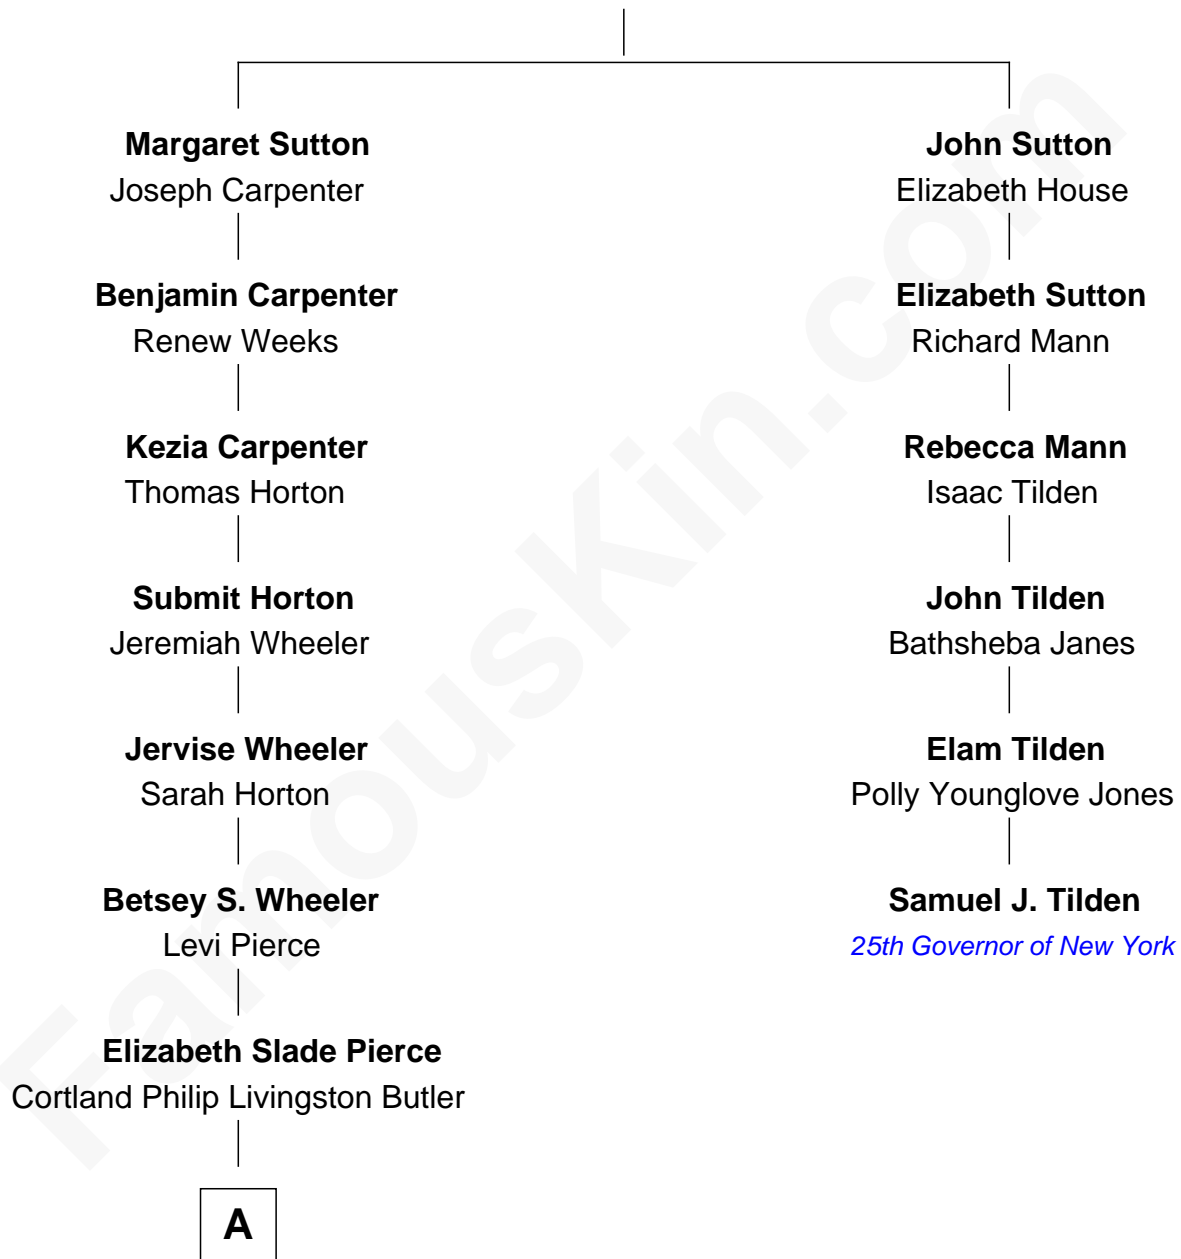 Margaret Sutton
Joseph Carpenter
Benjamin Carpenter
Renew Weeks
Kezia Carpenter
Thomas Horton
Submit Horton
Jeremiah Wheeler
Jervise Wheeler
Sarah Horton
Betsey S. Wheeler
Levi Pierce
Elizabeth Slade Pierce
Cortland Philip Livingston Butler
A
John Sutton
Elizabeth House
Elizabeth Sutton
Richard Mann
Rebecca Mann
Isaac Tilden
John Tilden
Bathsheba Janes
Elam Tilden
Polly Younglove Jones
Samuel J. Tilden
25th Governor of New York
FamousKin.com